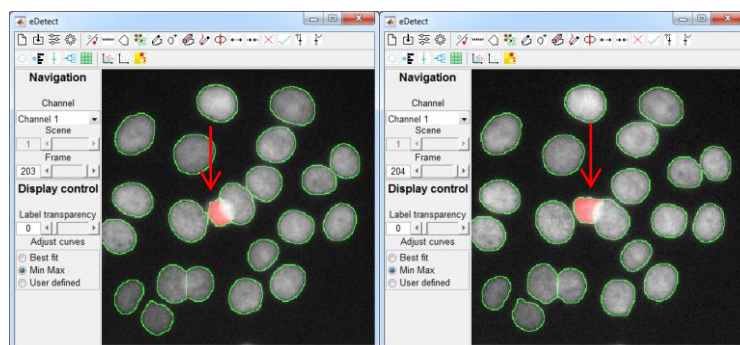 eDetect
Navigation
Channel
Channel 1
Scene
1
Frame
203
Display control
Label transparency
0
Adjust curves
Best fit
Min Max
User defined
eDetect
Navigation
Channel
Channel 1
Scene
1
Frame
204
Display control
Label transparency
0
Adjust curves
Best fit
Min Max
User defined